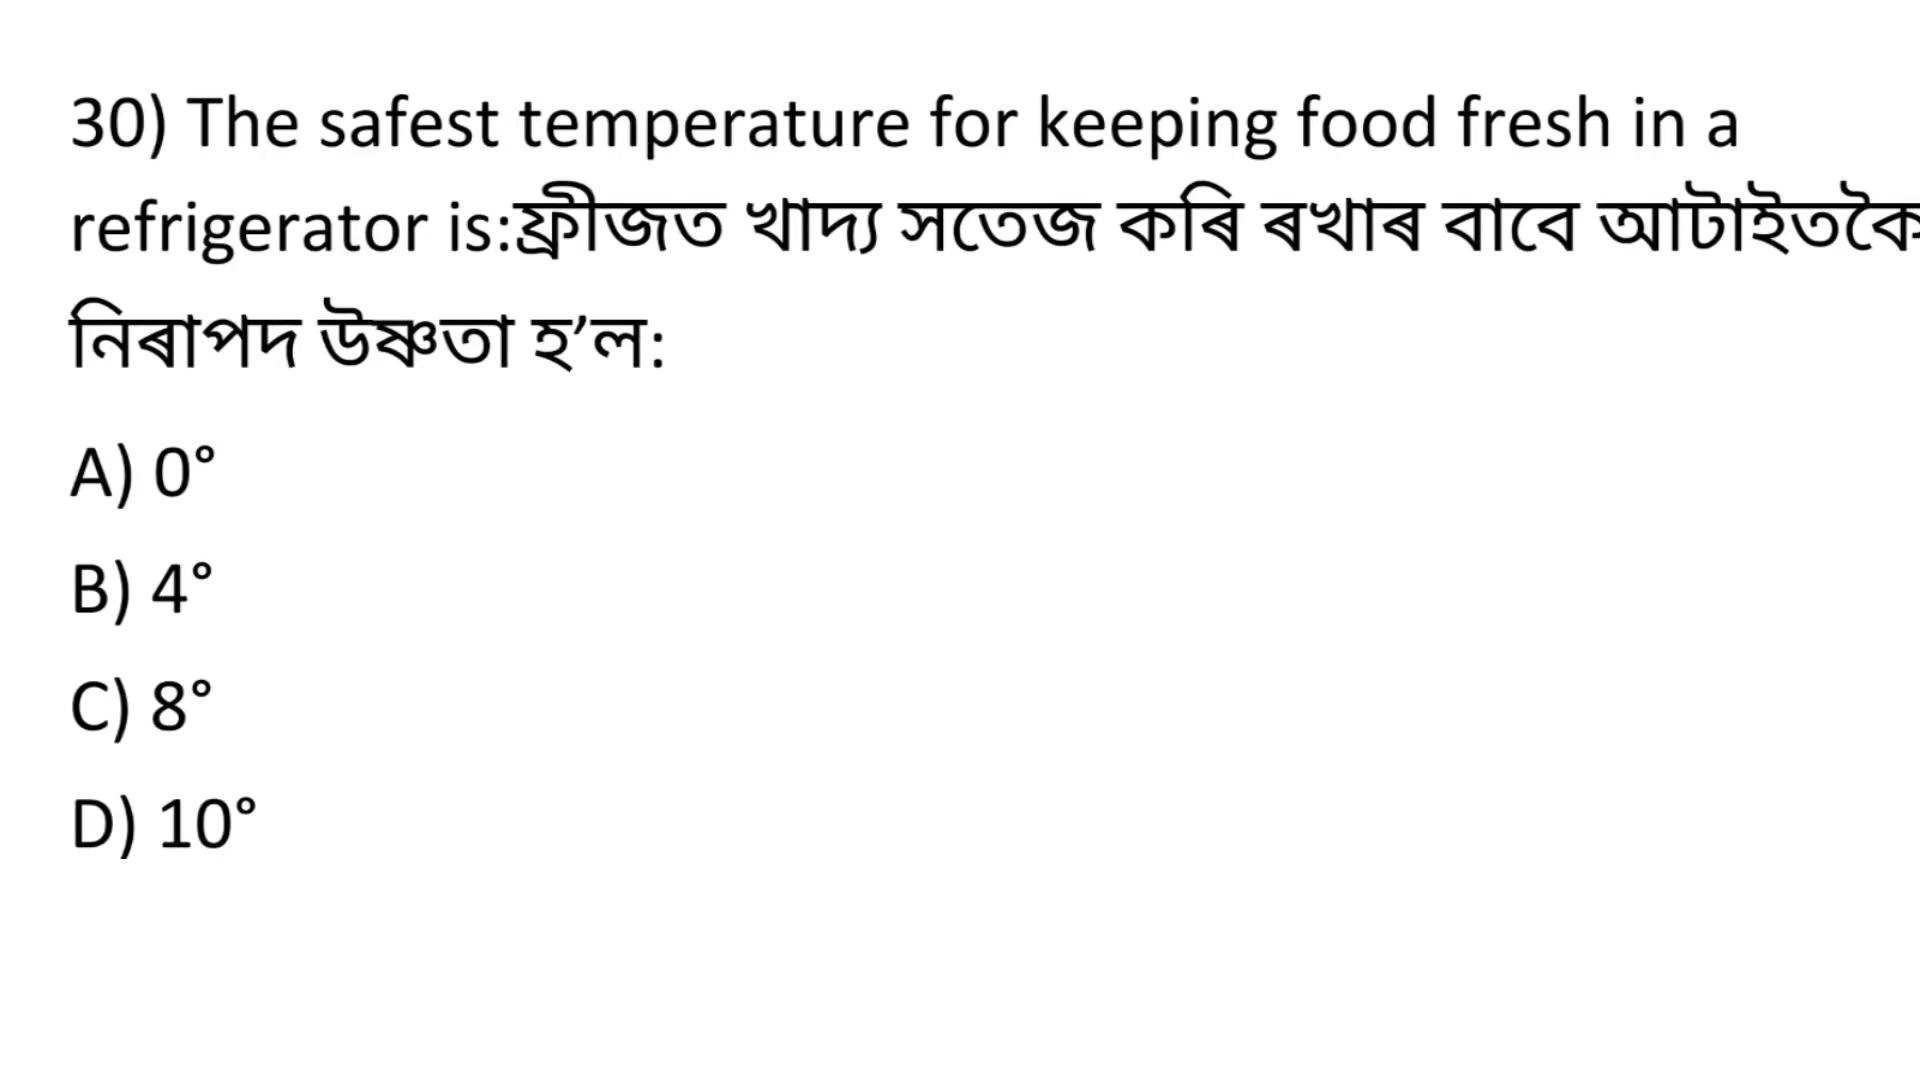 30) The safest temperature for keeping food fresh in a
refrigerator is:ফ্ৰীজত খাদ্য সতেজ কৰি ৰখাৰ বাবে আটাইতকৈ
নিৰাপদ উষ্ণতা হ’ল:
A) 0°
B) 4°
C) 8°
D) 10°